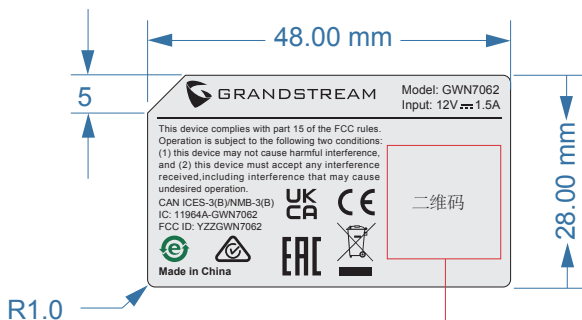 48.00 mm
5
GRANDSTREAM
Model: GWN7062
Input: 12V⎓1.5A
This device complies with part 15 of the FCC rules.
Operation is subject to the following two conditions:
(1) this device may not cause harmful interference,
and (2) this device must accept any interference
received,including interference that may cause
undesired operation.
CAN ICES-3(B)/NMB-3(B)
IC: 11964A-GWN7062
FCC ID: YZZGWN7062
UK
CA
CE
二维码
e
EAC
Made in China
28.00 mm
R1.0